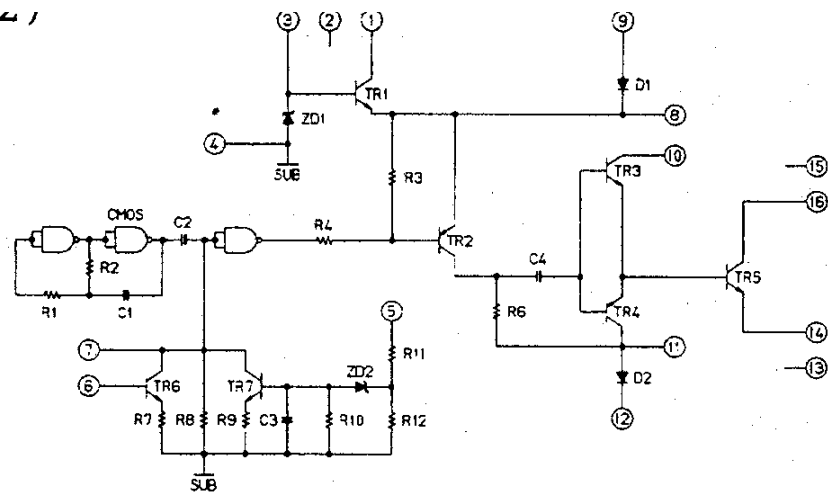 2)
3 2 1 9
TR1 D1
ZD1 8
4
SUB R3 TR3 10 15
16
CMOS C2 R4 TR2 C4 TR5
R2
R1 C1 R6 TR4 14
5
7 R11 11
ZD2 D2 13
6 TR6 TR7
R7 R8 R9 C3 R10 R12 12
SUB